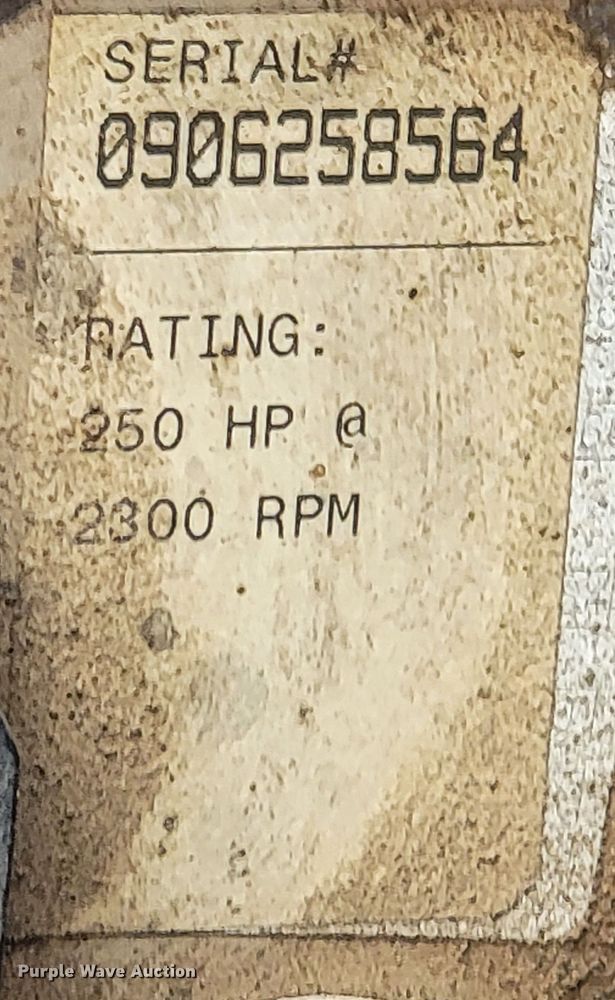 SERIAL#
0906258564
RATING:
250 HP @
2300 RPM
Purple Wave Auction